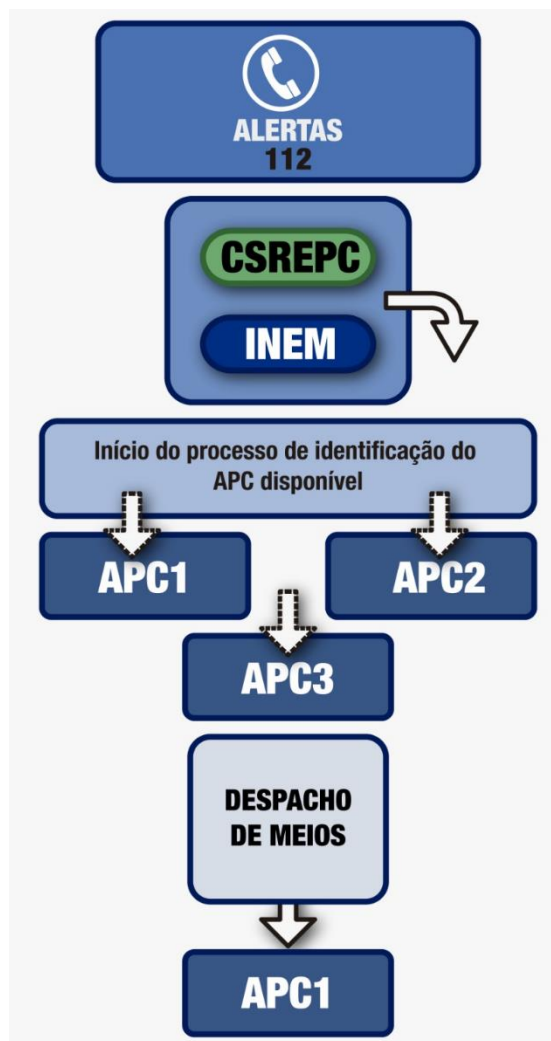 ALERTAS
112
CSREPC
INEM
Início do processo de identificação do
APC disponível
APC1
APC2
APC3
DESPACHO
DE MEIOS
APC1